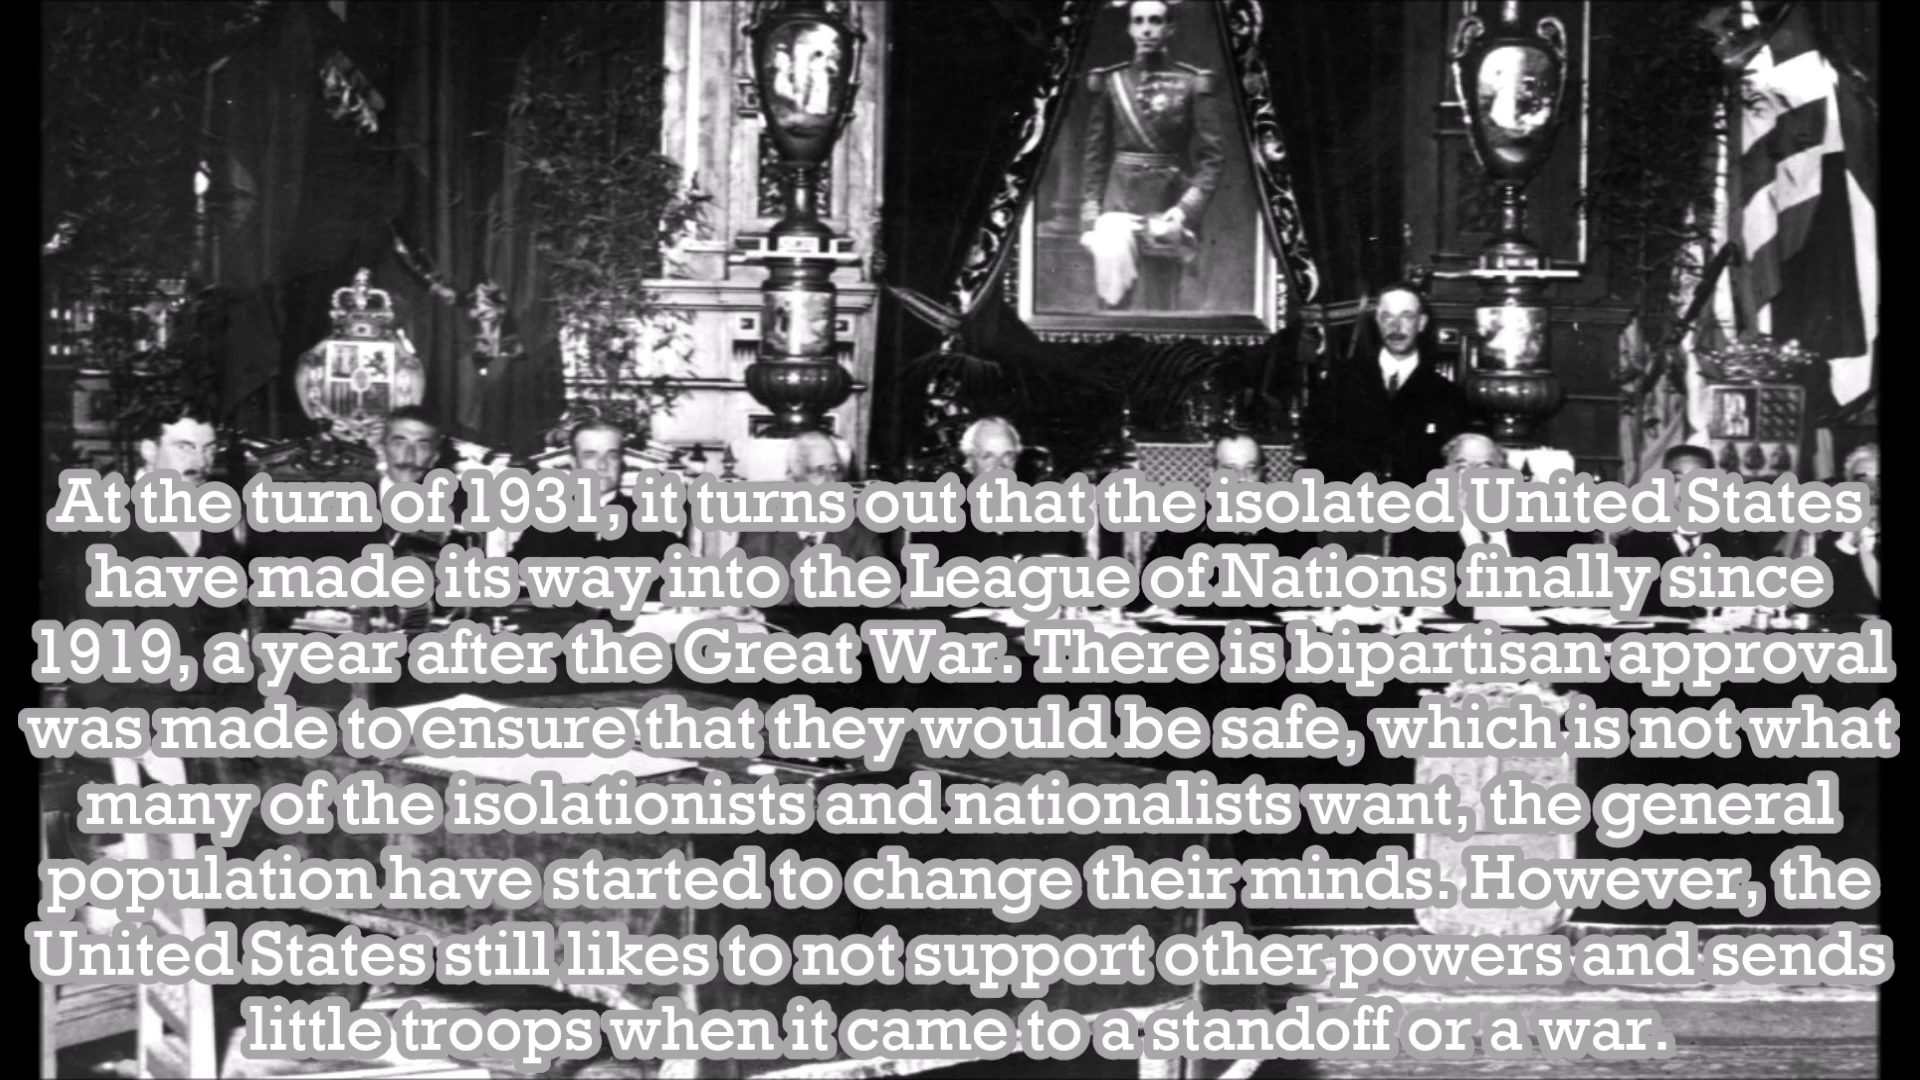 At the turn of 1931, it turns out that the isolated United States
have made its way into the League of Nations finally since
1919, a year after the Great War. There is bipartisan approval
was made to ensure that they would be safe, which is not what
many of the isolationists and nationalists want, the general
population have started to change their minds. However, the
United States still likes to not support other powers and sends
little troops when it came to a standoff or a war.